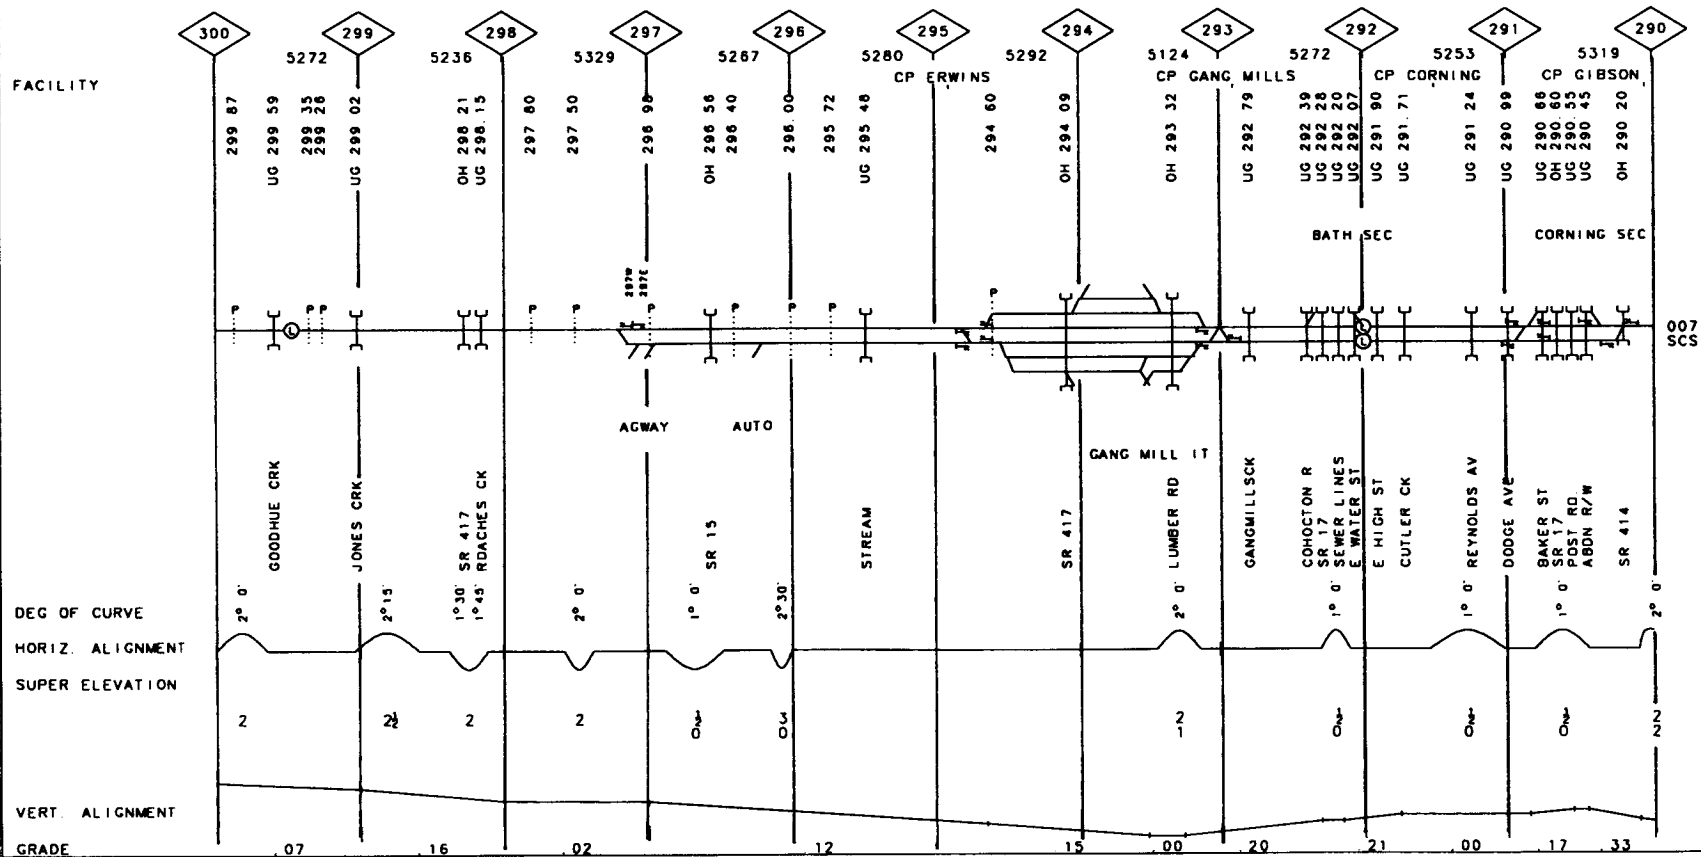 300 299 298 297 296 295 294 293 292 291 290
5272 5236 5329 5267 5280 5292 5124 5272 5253 5319
CP ERWINS CP GANG MILLS CP CORNING CP GIBSON
FACILITY
299 87
UG 299 59
299 35
299 26
UG 299 02
OH 298 21
UG 298.15
297 80
297 50
296 98
OH 296 56
296 40
296.00
295 72
UG 295 48
294 60
OH 294 09
OH 293 32
UG 292 79
UG 292 39
UG 292 28
UG 292 20
UG 292 07
UG 291 90
UG 291.71
UG 291 24
UG 290 99
UG 290 66
OH 290.60
UG 290.55
UG 290 45
OH 290 20
BATH SEC CORNING SEC
297W
297E
P P P P P P P P P P
L L L
007
SCS
AGWAY AUTO
GANG MILL IT
GOODHUE CRK
JONES CRK
SR 417
ROACHES CK
SR 15
STREAM
SR 417
LUMBER RD
GANGMILLSCK
COHOCTON R
SR 17
SEWER LINES
E WATER ST
E HIGH ST
CUTLER CK
REYNOLDS AV
DODGE AVE
BAKER ST
SR 17
POST RD.
ABDN R/W
SR 414
DEG OF CURVE 2° 0' 2°15' 1°30' 1°45' 2° 0' 1° 0' 2°30' 2° 0' 1° 0' 1° 0' 1° 0' 2° 0'
HORIZ. ALIGNMENT
SUPER ELEVATION
2 2½ 2 2 ½ 3 2 ½ ½ ½ 2
0 0 1 0 0 0 2
VERT. ALIGNMENT
GRADE .07 .16 .02 .12 .15 .00 .20 .21 .00 .17 .33